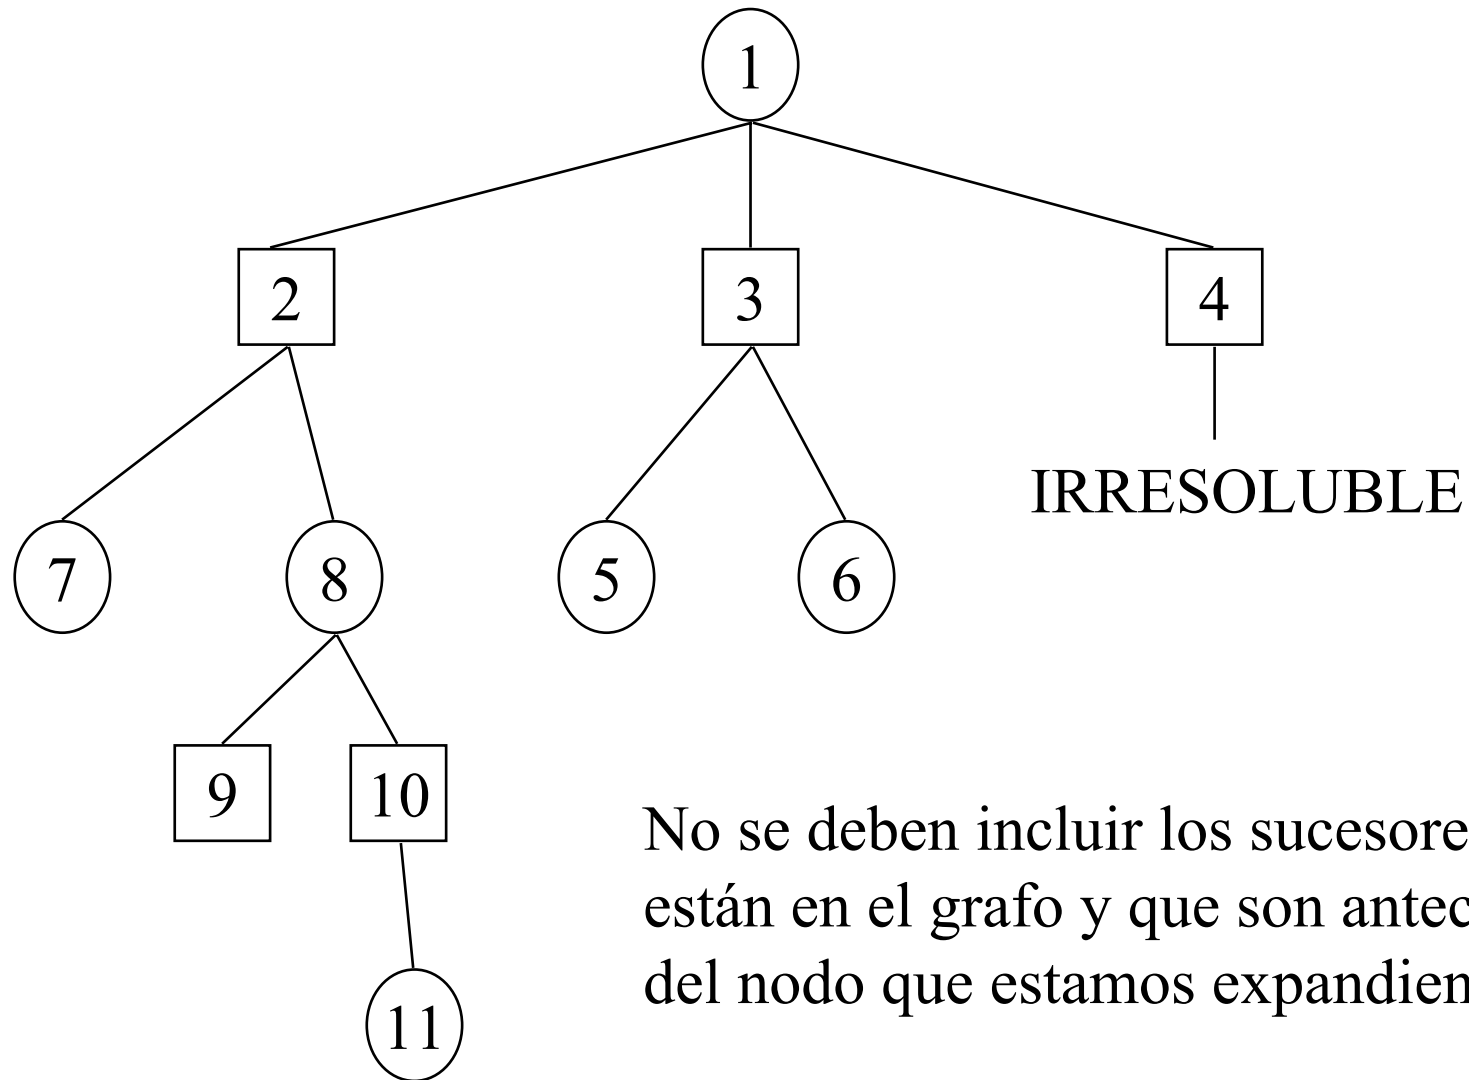 1
2 3 4
IRRESOLUBLE
7 8 5 6
9 10
No se deben incluir los
están en el grafo y que son
del nodo que estamos
11